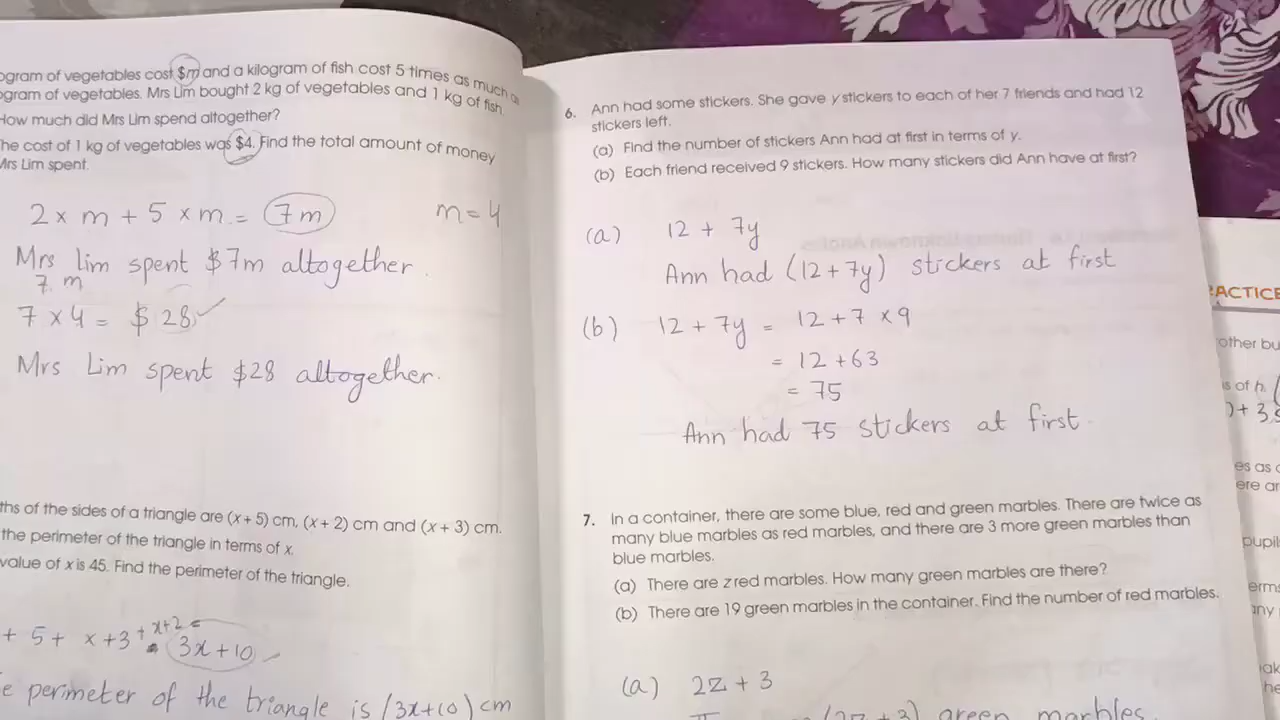 ogram of vegetables cost $m and a kilogram of fish cost 5 times as much
ogram of vegetables. Mrs Lim bought 2 kg of vegetables and 1 kg of fish.
How much did Mrs Lim spend altogether?
he cost of 1 kg of vegetables was $4. Find the total amount of money
Mrs Lim spent.
2 × m + 5 × m = 7m m = 4
Mrs lim spent $7m altogether.
7. m
7 × 4 = $28 ✓
Mrs Lim spent $28 altogether.
ths of the sides of a triangle are (x + 5) cm, (x + 2) cm and (x + 3) cm.
the perimeter of the triangle in terms of x.
value of x is 45. Find the perimeter of the triangle.
+ 5 + x + 3 + x + 2 =
3x + 10
e perimeter of the triangle is (3x+10) cm
6. Ann had some stickers. She gave y stickers to each of her 7 friends and had 12
stickers left.
(a) Find the number of stickers Ann had at first in terms of y.
(b) Each friend received 9 stickers. How many stickers did Ann have at first?
(a) 12 + 7y
Ann had (12 + 7y) stickers at first
(b) 12 + 7y = 12 + 7 × 9
= 12 + 63
= 75
Ann had 75 stickers at first.
7. In a container, there are some blue, red and green marbles. There are twice as
many blue marbles as red marbles, and there are 3 more green marbles than
blue marbles.
(a) There are z red marbles. How many green marbles are there?
(b) There are 19 green marbles in the container. Find the number of red marbles.
(a) 2z + 3
(2z + 3) green marbles.
RACTICE
other bu
s of h.
) + 3
es as
ere ar
pupil
erm
any